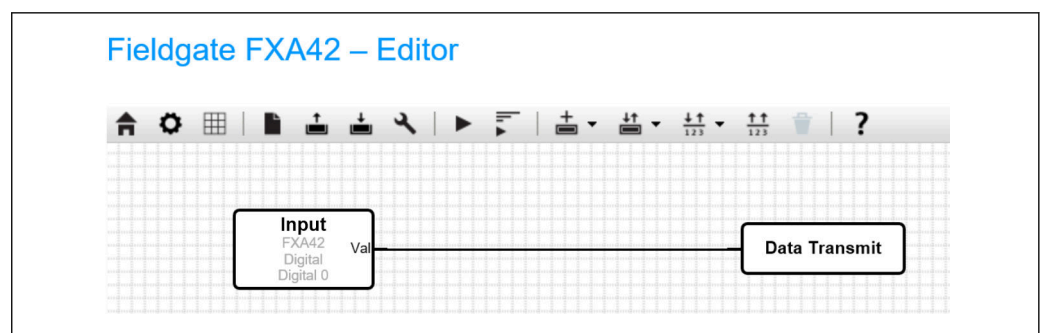 Fieldgate FXA42 – Editor
123
123
?
Input
FXA42
Val
Digital
Digital 0
Data Transmit